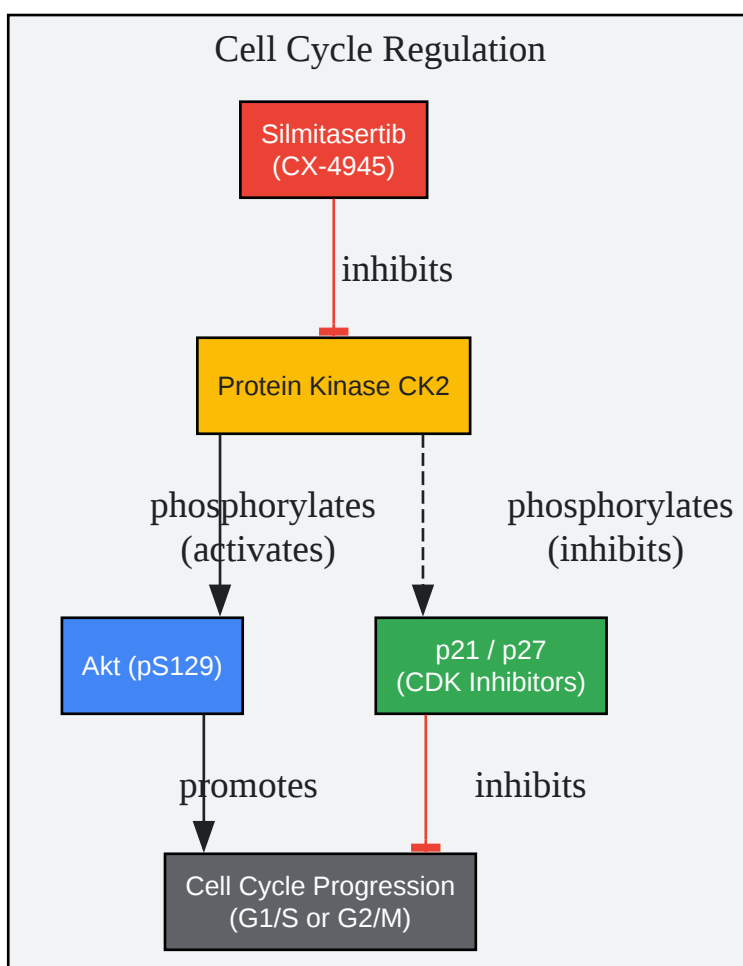 Cell Cycle Regulation
Silmitasertib
(CX-4945)
inhibits
Protein Kinase CK2
phosphorylates
(activates)
phosphorylates
(inhibits)
Akt (pS129)
p21 / p27
(CDK Inhibitors)
promotes
inhibits
Cell Cycle Progression
(G1/S or G2/M)